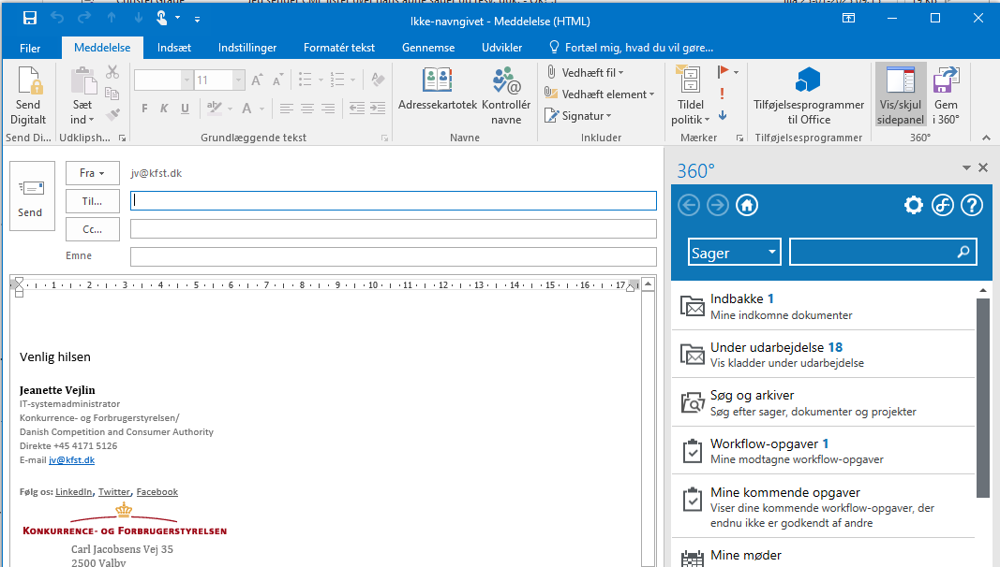 Ikke-navngivet - Meddelelse (HTML)
Filer Meddelelse Indsæt Indstillinger Formatér tekst Gennemse Udvikler Fortæl mig, hvad du vil gøre...
Send Digitalt
Send Di...
Sæt ind
Udklipsh...
11
F K U
Grundlæggende tekst
Adressekartotek
Kontrollér navne
Navne
Vedhæft fil
Vedhæft element
Signatur
Inkluder
Tildel politik
Mærker
Tilføjelsesprogrammer til Office
Tilføjelsesprogrammer
Vis/skjul sidepanel
Gem i 360°
360°
Send
Fra
jv@kfst.dk
Til...
Cc...
Emne
1 2 3 4 5 6 7 8 9 10 11 12 13 14 15 16 17
Venlig hilsen
Jeanette Vejlin
IT-systemadministrator
Konkurrence- og Forbrugerstyrelsen/
Danish Competition and Consumer Authority
Direkte +45 4171 5126
E-mail jv@kfst.dk
Følg os: LinkedIn, Twitter, Facebook
Konkurrence- og Forbrugerstyrelsen
Carl Jacobsens Vej 35
2500 Valby
360°
Sager
Indbakke 1
Mine indkomne dokumenter
Under udarbejdelse 18
Vis kladder under udarbejdelse
Søg og arkiver
Søg efter sager, dokumenter og projekter
Workflow-opgaver 1
Mine modtagne workflow-opgaver
Mine kommende opgaver
Viser dine kommende workflow-opgaver, der
endnu ikke er godkendt af andre
Mine møder